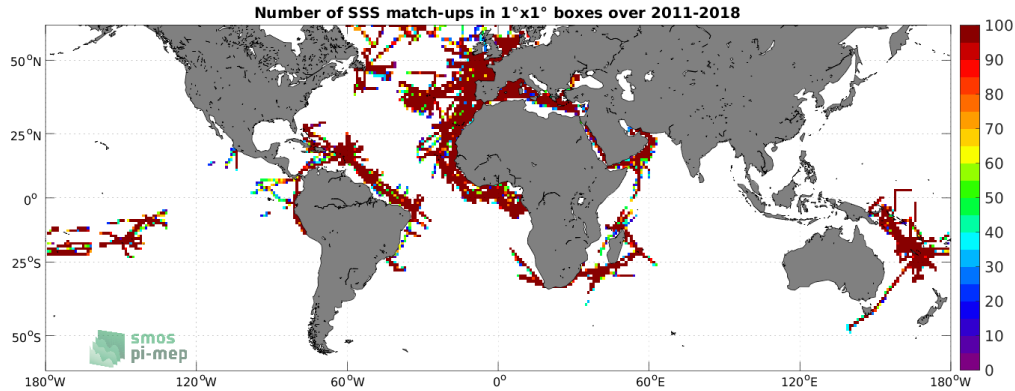 Number of SSS match-ups in 1°x1° boxes over 2011-2018
100
90
80
70
60
50
40
30
20
10
0
50°N
25°N
0°
25°S
50°S
smos
pi-mep
180°W 120°W 60°W 0° 60°E 120°E 180°W